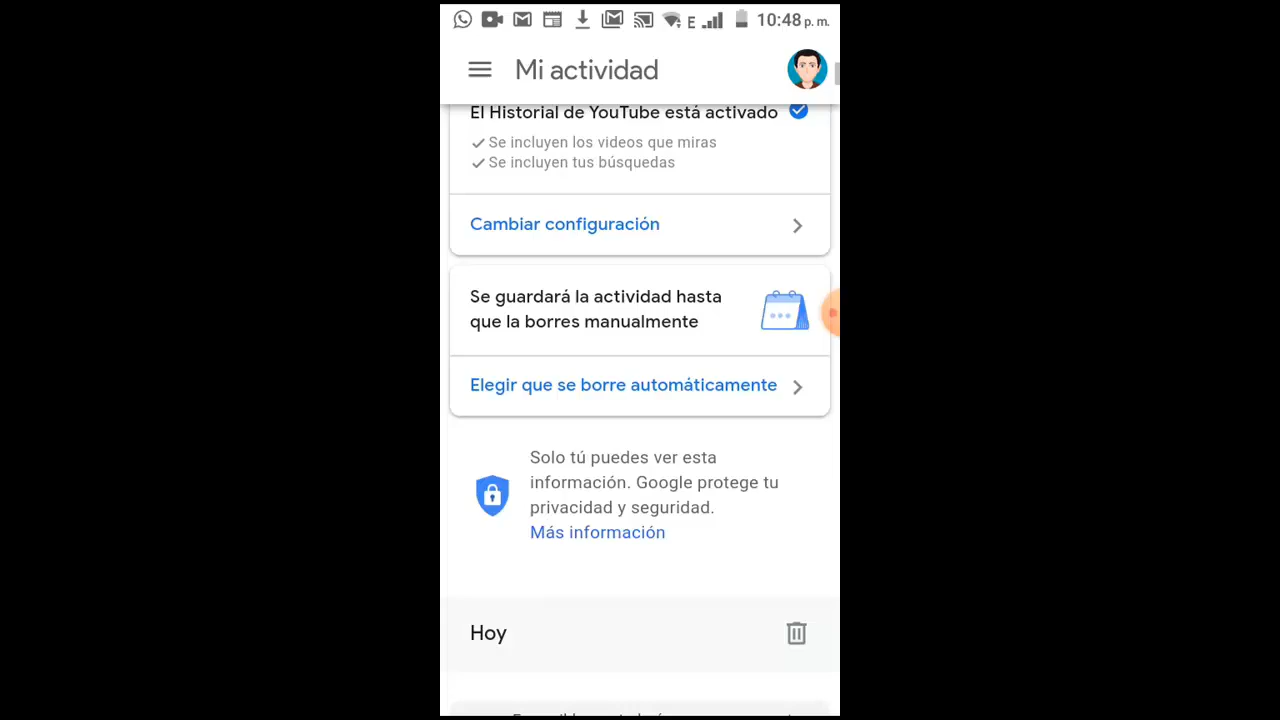 E 10:48 p. m.
Mi actividad
El Historial de YouTube está activado
Se incluyen los videos que miras
Se incluyen tus búsquedas
Cambiar configuración
Se guardará la actividad hasta
que la borres manualmente
Elegir que se borre automáticamente
Solo tú puedes ver esta
información. Google protege tu
privacidad y seguridad.
Más información
Hoy